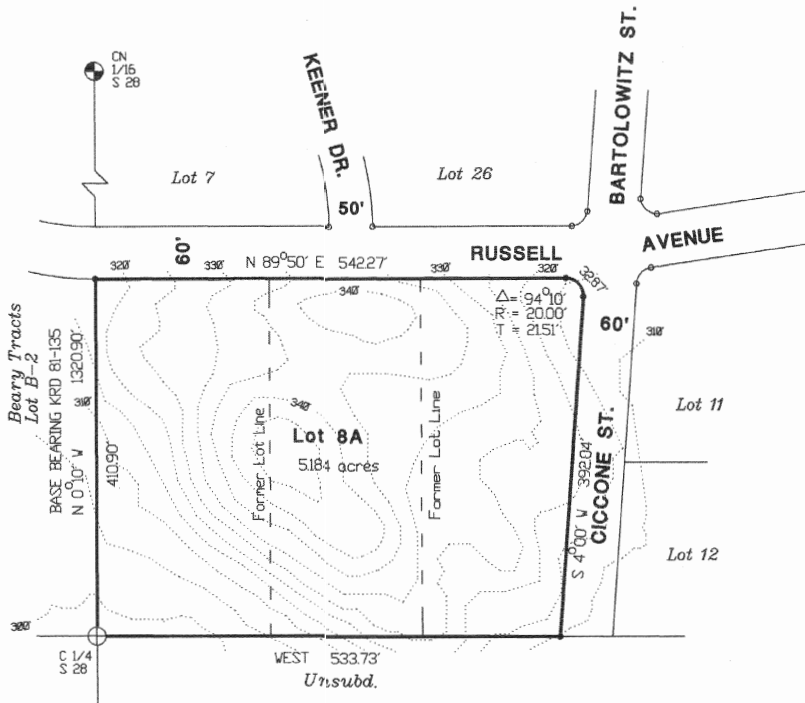 CN
1/16
S 28
KEENER DR.
BARTOLOWITZ ST.
Lot 7
Lot 26
50'
60'
RUSSELL
AVENUE
320
330
N 89°50' E 542.27'
330
320
32.87'
340
Δ= 94°10'
R = 20.00'
T = 21.51'
60'
310
Beary Tracts
Lot B-2
BASE BEARING KRD 81-135
N 0°10' W 1320.90'
310
410.90'
Former Lot Line
340
Lot 8A
5.184 acres
Former Lot Line
S 4°00' W 392.04'
CICCONE ST.
Lot 11
Lot 12
300
C 1/4
S 28
WEST 533.73'
Unsubd.